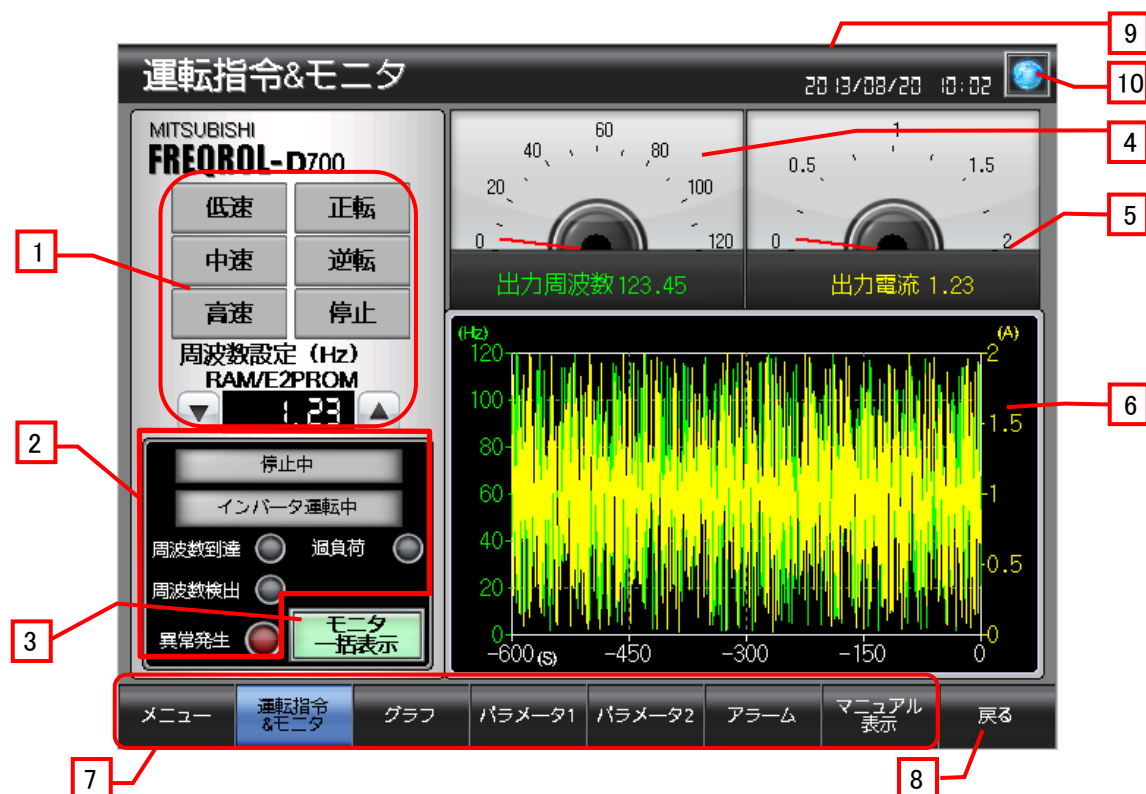 9
運転指令&モニタ
2013/08/20 10:02
10
MITSUBISHI
FREQROL-D700
低速 正転
中速 逆転
高速 停止
周波数設定 (Hz)
RAM/E2PROM
▼ 1.23 ▲
1
停止中
インバータ運転中
周波数到達 過負荷
周波数検出
異常発生
モニタ
一括表示
2
3
0 20 40 60 80 100 120
出力周波数123.45
4
0 0.5 1 1.5 2
出力電流 1.23
5
(Hz) (A)
120 2
100
1.5
80
60 1
40
0.5
20
0 0
-600(S) -450 -300 -150 0
6
メニュー
運転指令
&モニタ
グラフ
パラメータ1
パラメータ2
アラーム
マニュアル
表示
戻る
7
8